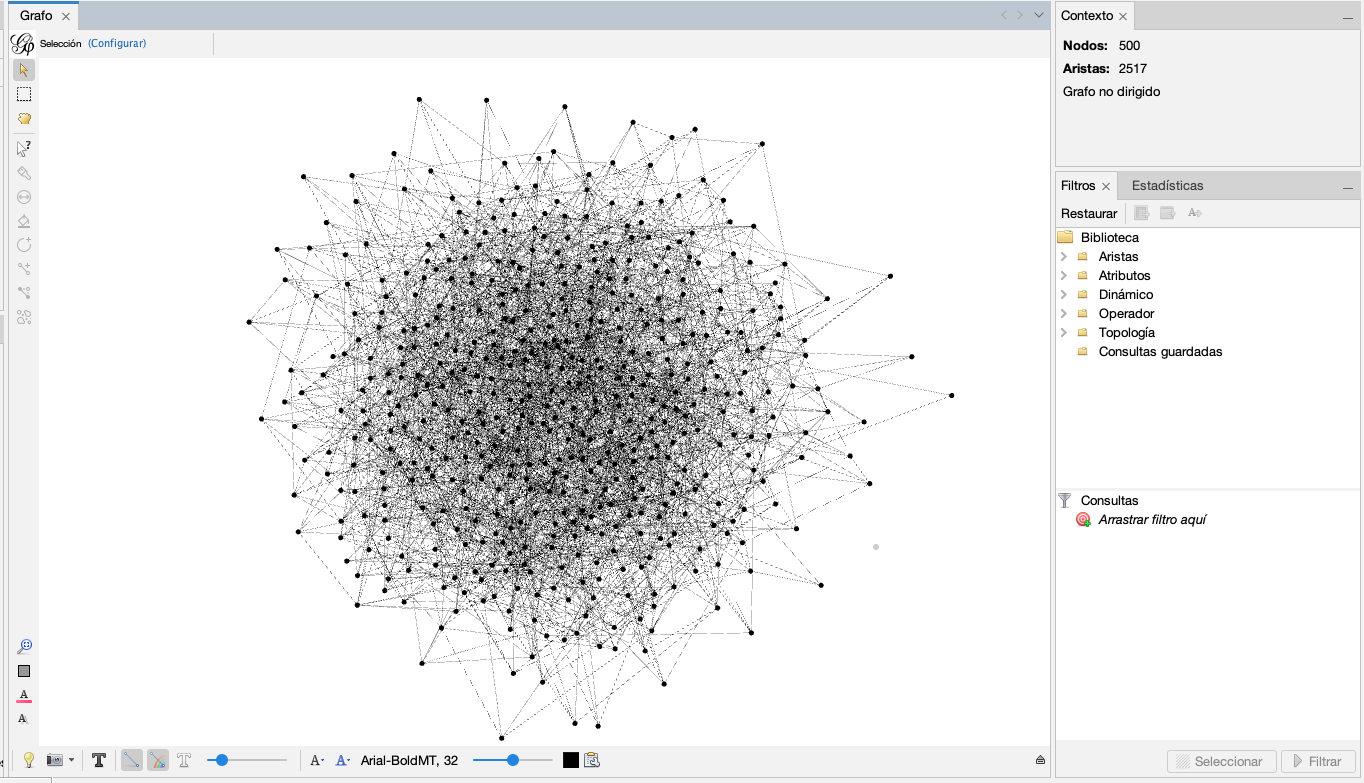 Grafo
Selección (Configurar)
Contexto
Nodos: 500
Aristas: 2517
Grafo no dirigido
Filtros Estadísticas
Restaurar
Biblioteca
Aristas
Atributos
Dinámico
Operador
Topología
Consultas guardadas
Consultas
Arrastrar filtro aquí
Seleccionar Filtrar
T T A A Arial-BoldMT, 32